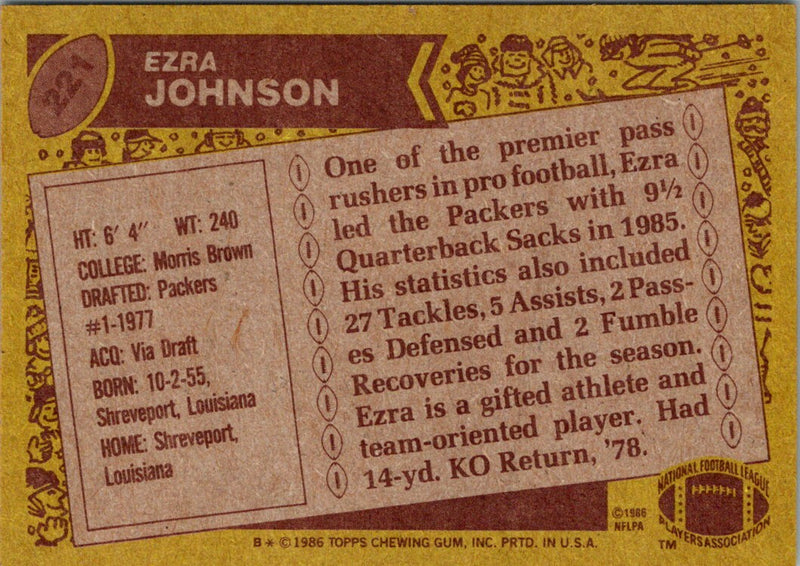 221
EZRA
JOHNSON
HT: 6' 4" WT: 240
COLLEGE: Morris Brown
DRAFTED: Packers
#1-1977
ACQ: Via Draft
BORN: 10-2-55,
Shreveport, Louisiana
HOME: Shreveport,
Louisiana
One of the premier pass
rushers in pro football, Ezra
led the Packers with 9½
Quarterback Sacks in 1985.
His statistics also included
27 Tackles, 5 Assists, 2 Pass-
es Defensed and 2 Fumble
Recoveries for the season.
Ezra is a gifted athlete and
team-oriented player. Had
14-yd. KO Return, '78.
©1986
NFLPA
NATIONAL FOOTBALL LEAGUE
PLAYERS ASSOCIATION
TM
B * © 1986 TOPPS CHEWING GUM, INC. PRTD. IN U.S.A.